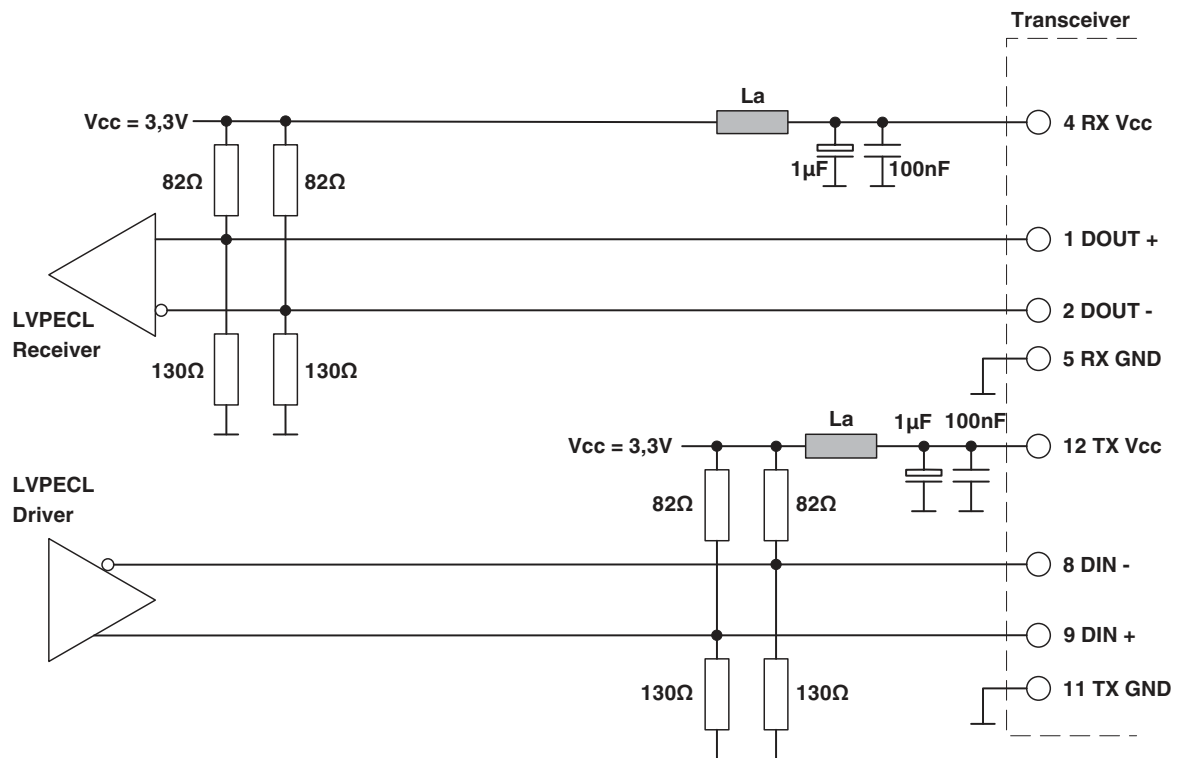 Transceiver
La
Vcc = 3,3V
4 RX Vcc
1µF
100nF
82Ω
82Ω
1 DOUT +
LVPECL
Receiver
2 DOUT -
5 RX GND
130Ω
130Ω
La
1µF
100nF
Vcc = 3,3V
12 TX Vcc
LVPECL
Driver
82Ω
82Ω
8 DIN -
9 DIN +
130Ω
130Ω
11 TX GND